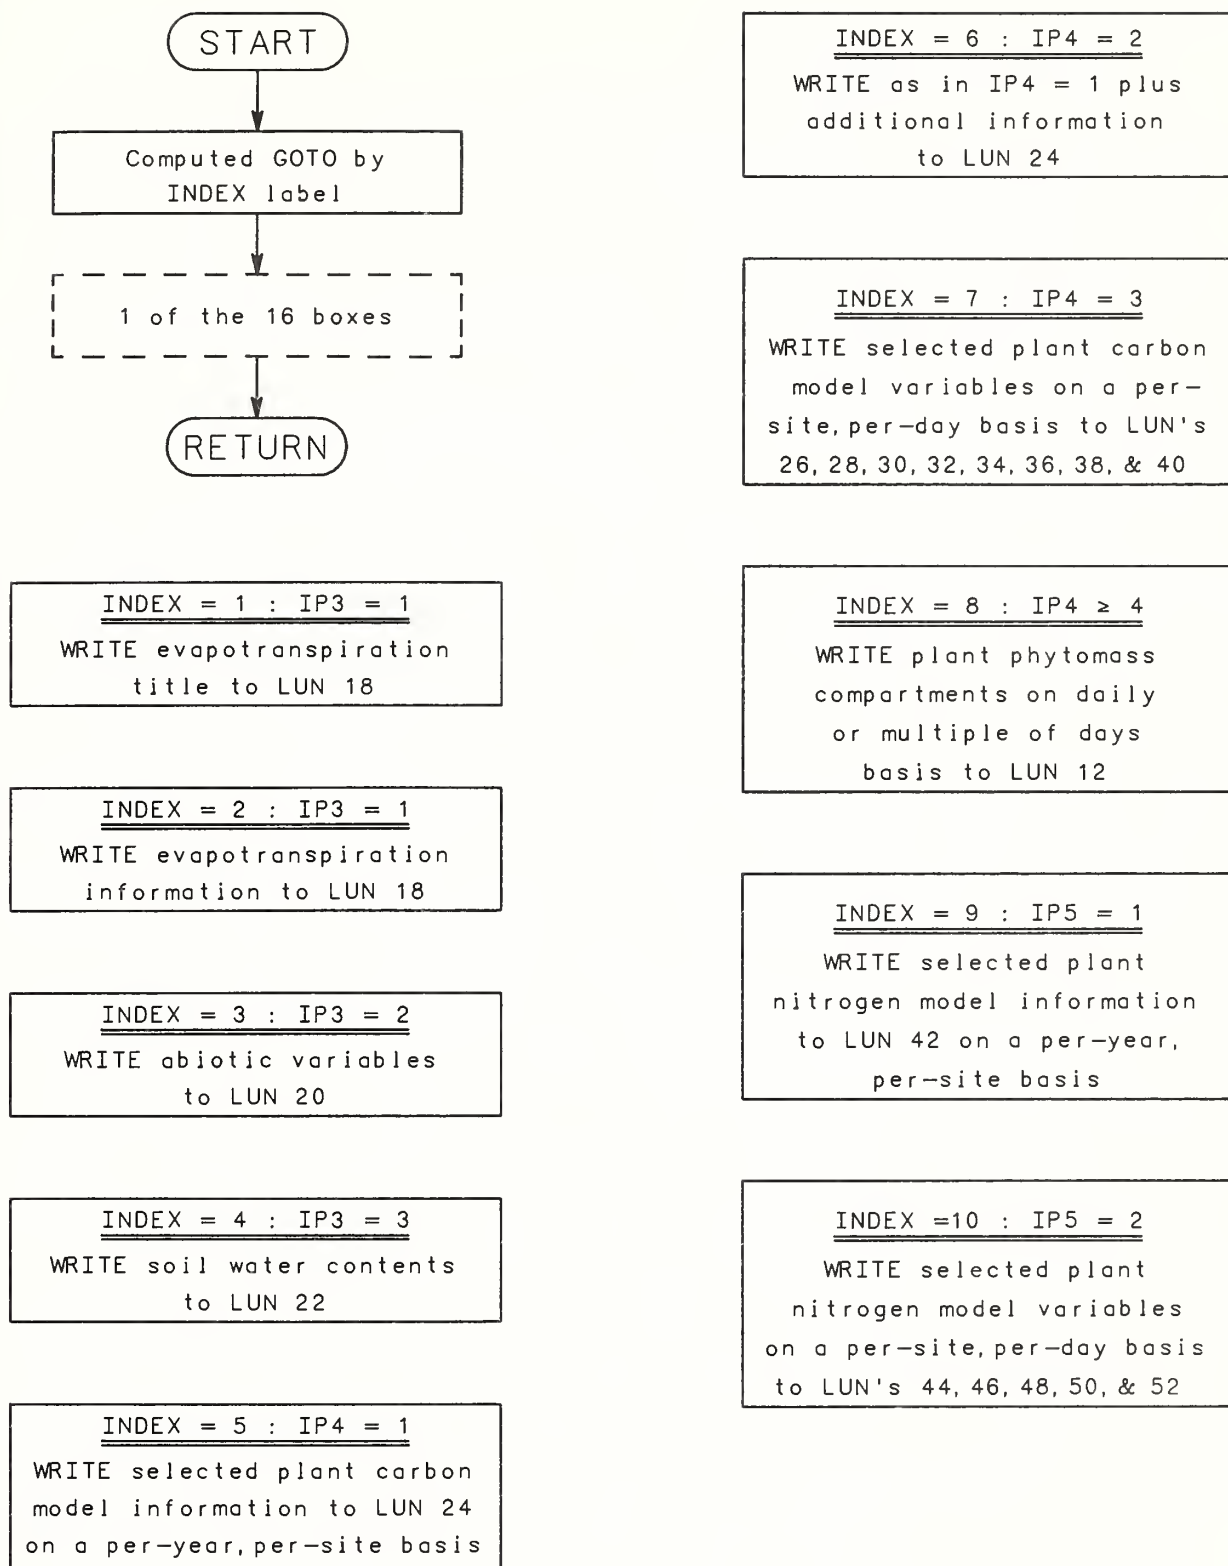 START
Computed GOTO by
INDEX label
1 of the 16 boxes
RETURN
INDEX = 1 : IP3 = 1
WRITE evapotranspiration
title to LUN 18
INDEX = 2 : IP3 = 1
WRITE evapotranspiration
information to LUN 18
INDEX = 3 : IP3 = 2
WRITE abiotic variables
to LUN 20
INDEX = 4 : IP3 = 3
WRITE soil water contents
to LUN 22
INDEX = 5 : IP4 = 1
WRITE selected plant carbon
model information to LUN 24
on a per-year, per-site basis
INDEX = 6 : IP4 = 2
WRITE as in IP4 = 1 plus
additional information
to LUN 24
INDEX = 7 : IP4 = 3
WRITE selected plant carbon
model variables on a per-
site, per-day basis to LUN's
26, 28, 30, 32, 34, 36, 38, & 40
INDEX = 8 : IP4 ≥ 4
WRITE plant phytomass
compartments on daily
or multiple of days
basis to LUN 12
INDEX = 9 : IP5 = 1
WRITE selected plant
nitrogen model information
to LUN 42 on a per-year,
per-site basis
INDEX =10 : IP5 = 2
WRITE selected plant
nitrogen model variables
on a per-site, per-day basis
to LUN's 44, 46, 48, 50, & 52